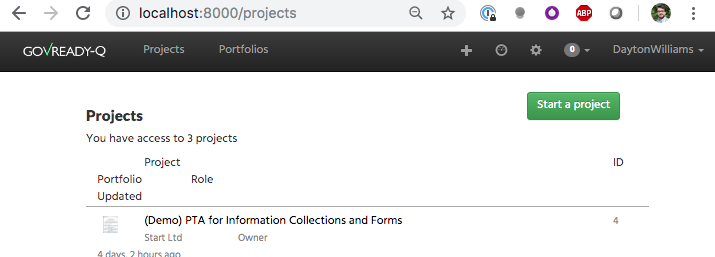 localhost:8000/projects
ABP
GOVREADY-Q Projects Portfolios 0 DaytonWilliams
Projects Start a project
You have access to 3 projects
Project ID
Portfolio Role
Updated
(Demo) PTA for Information Collections and Forms 4
Start Ltd Owner
4 days, 2 hours ago